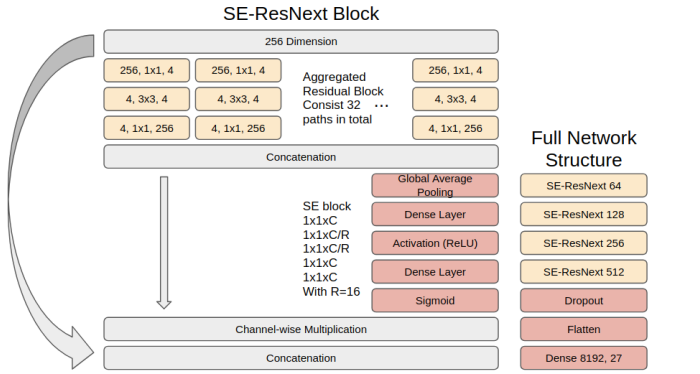 SE-ResNext Block
256 Dimension
256, 1x1, 4
256, 1x1, 4
256, 1x1, 4
4, 3x3, 4
4, 3x3, 4
4, 3x3, 4
4, 1x1, 256
4, 1x1, 256
4, 1x1, 256
Aggregated
Residual Block
Consist 32 ...
paths in total
Concatenation
SE block
1x1xC
1x1xC/R
1x1xC/R
1x1xC
1x1xC
With R=16
Global Average
Pooling
Dense Layer
Activation (ReLU)
Dense Layer
Sigmoid
Channel-wise Multiplication
Concatenation
Full Network
Structure
SE-ResNext 64
SE-ResNext 128
SE-ResNext 256
SE-ResNext 512
Dropout
Flatten
Dense 8192, 27